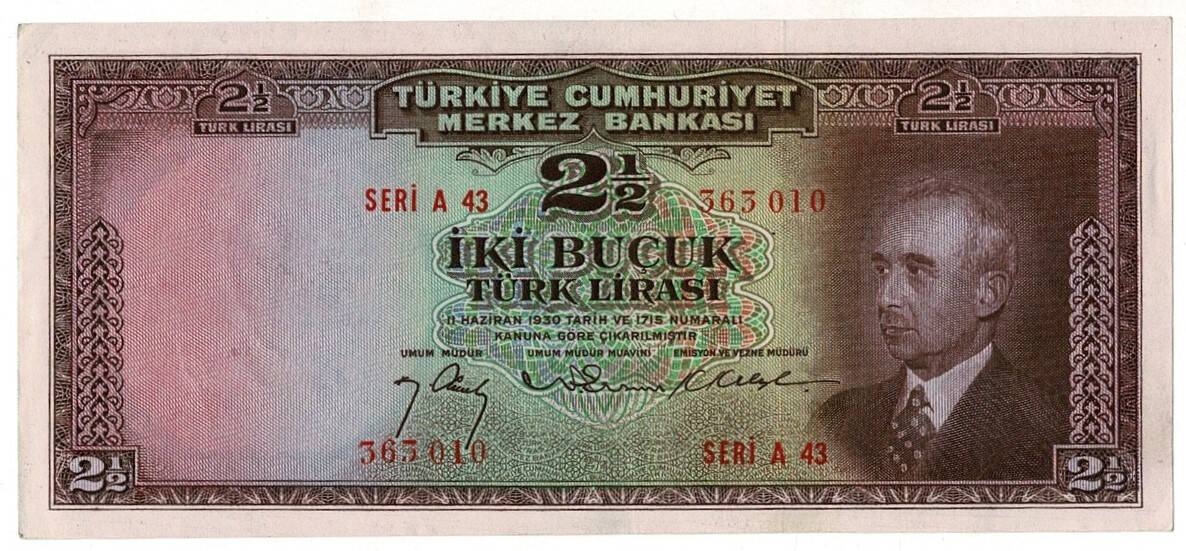 2½
TÜRK LİRASI
TÜRKİYE CUMHURİYET
MERKEZ BANKASI
2½
TÜRK LİRASI
2½
SERİ A 43
363 010
İKİ BUÇUK
TÜRK LİRASI
11 HAZİRAN 1930 TARİH VE 1715 NUMARALI
KANUNA GÖRE ÇIKARILMIŞTIR
UMUM MÜDÜR
UMUM MÜDÜR MUAVİNİ
EMİSYON VE VEZNE MÜDÜRÜ
363 010
SERİ A 43
2½
2½